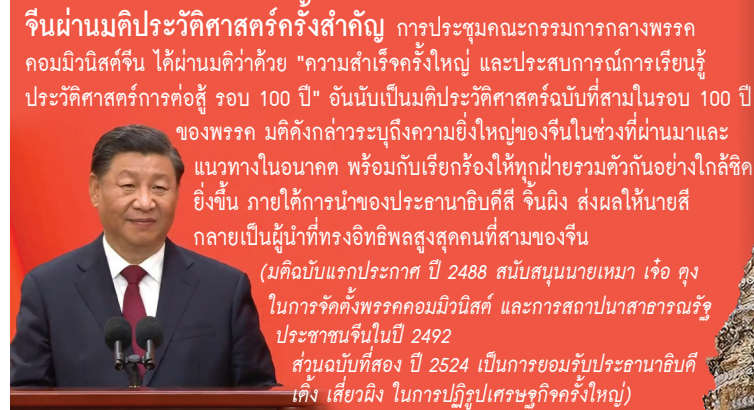 จีนผ่านมติประวัติศาสตร์ครั้งสำคัญ การประชุมคณะกรรมการกลางพรรค
คอมมิวนิสต์จีน ได้ผ่านมติว่าด้วย "ความสำเร็จครั้งใหญ่ และประสบการณ์การเรียนรู้
ประวัติศาสตร์การต่อสู้ รอบ 100 ปี" อันนับเป็นมติประวัติศาสตร์ฉบับที่สามในรอบ 100 ปี
ของพรรค มติดังกล่าวระบุถึงความยิ่งใหญ่ของจีนในช่วงที่ผ่านมาและ
แนวทางในอนาคต พร้อมกับเรียกร้องให้ทุกฝ่ายรวมตัวกันอย่างใกล้ชิด
ยิ่งขึ้น ภายใต้การนำของประธานาธิบดีสี จิ้นผิง ส่งผลให้นายสี
กลายเป็นผู้นำที่ทรงอิทธิพลสูงสุดคนที่สามของจีน
(มติฉบับแรกประกาศ ปี 2488 สนับสนุนนายเหมา เจ๋อ ตุง
ในการจัดตั้งพรรคคอมมิวนิสต์ และการสถาปนาสาธารณรัฐ
ประชาชนจีนในปี 2492
ส่วนฉบับที่สอง ปี 2524 เป็นการยอมรับประธานาธิบดี
เติ้ง เสี่ยวผิง ในการปฏิรูปเศรษฐกิจครั้งใหญ่)